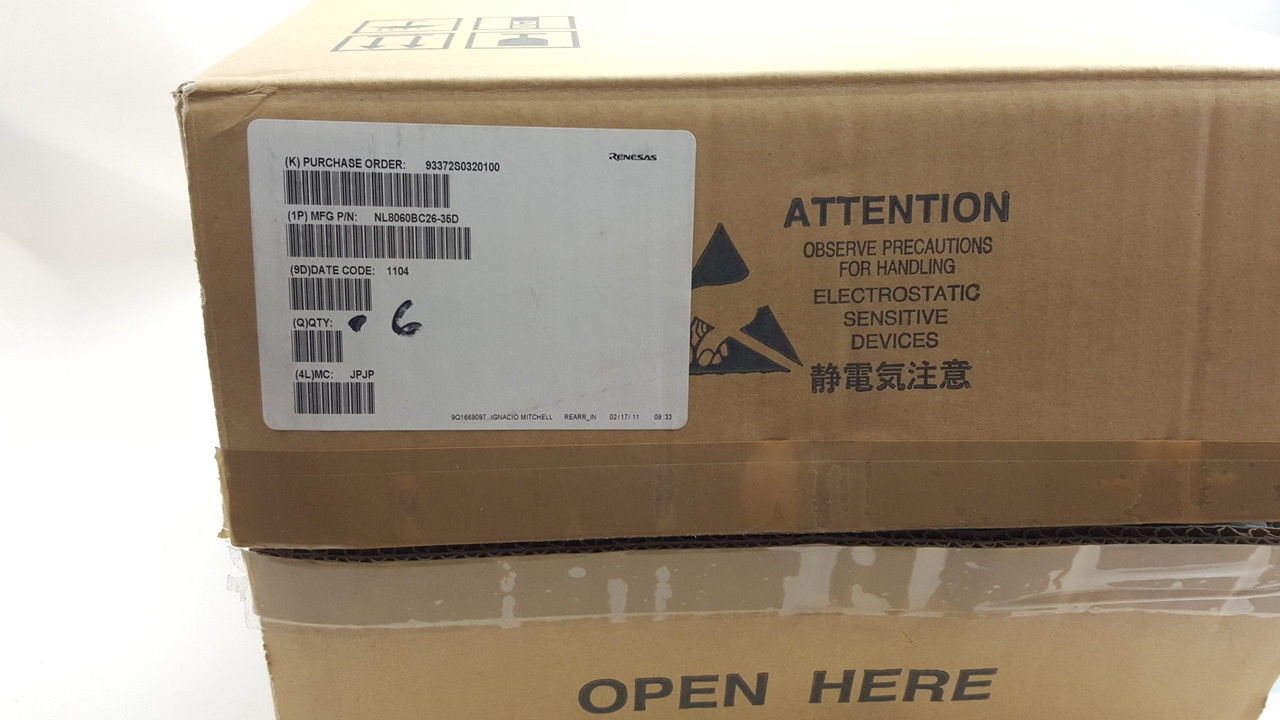 (K) PURCHASE ORDER: 93372S0320100
RENESAS
(1P) MFG P/N: NL8060BC26-35D
(9D)DATE CODE: 1104
(Q)QTY: 6
(4L)MC: JPJP
9Q1669097 IGNACIO MITCHELL REARR_IN 02/17/11 09:33
ATTENTION
OBSERVE PRECAUTIONS
FOR HANDLING
ELECTROSTATIC
SENSITIVE
DEVICES
静電気注意
OPEN HERE